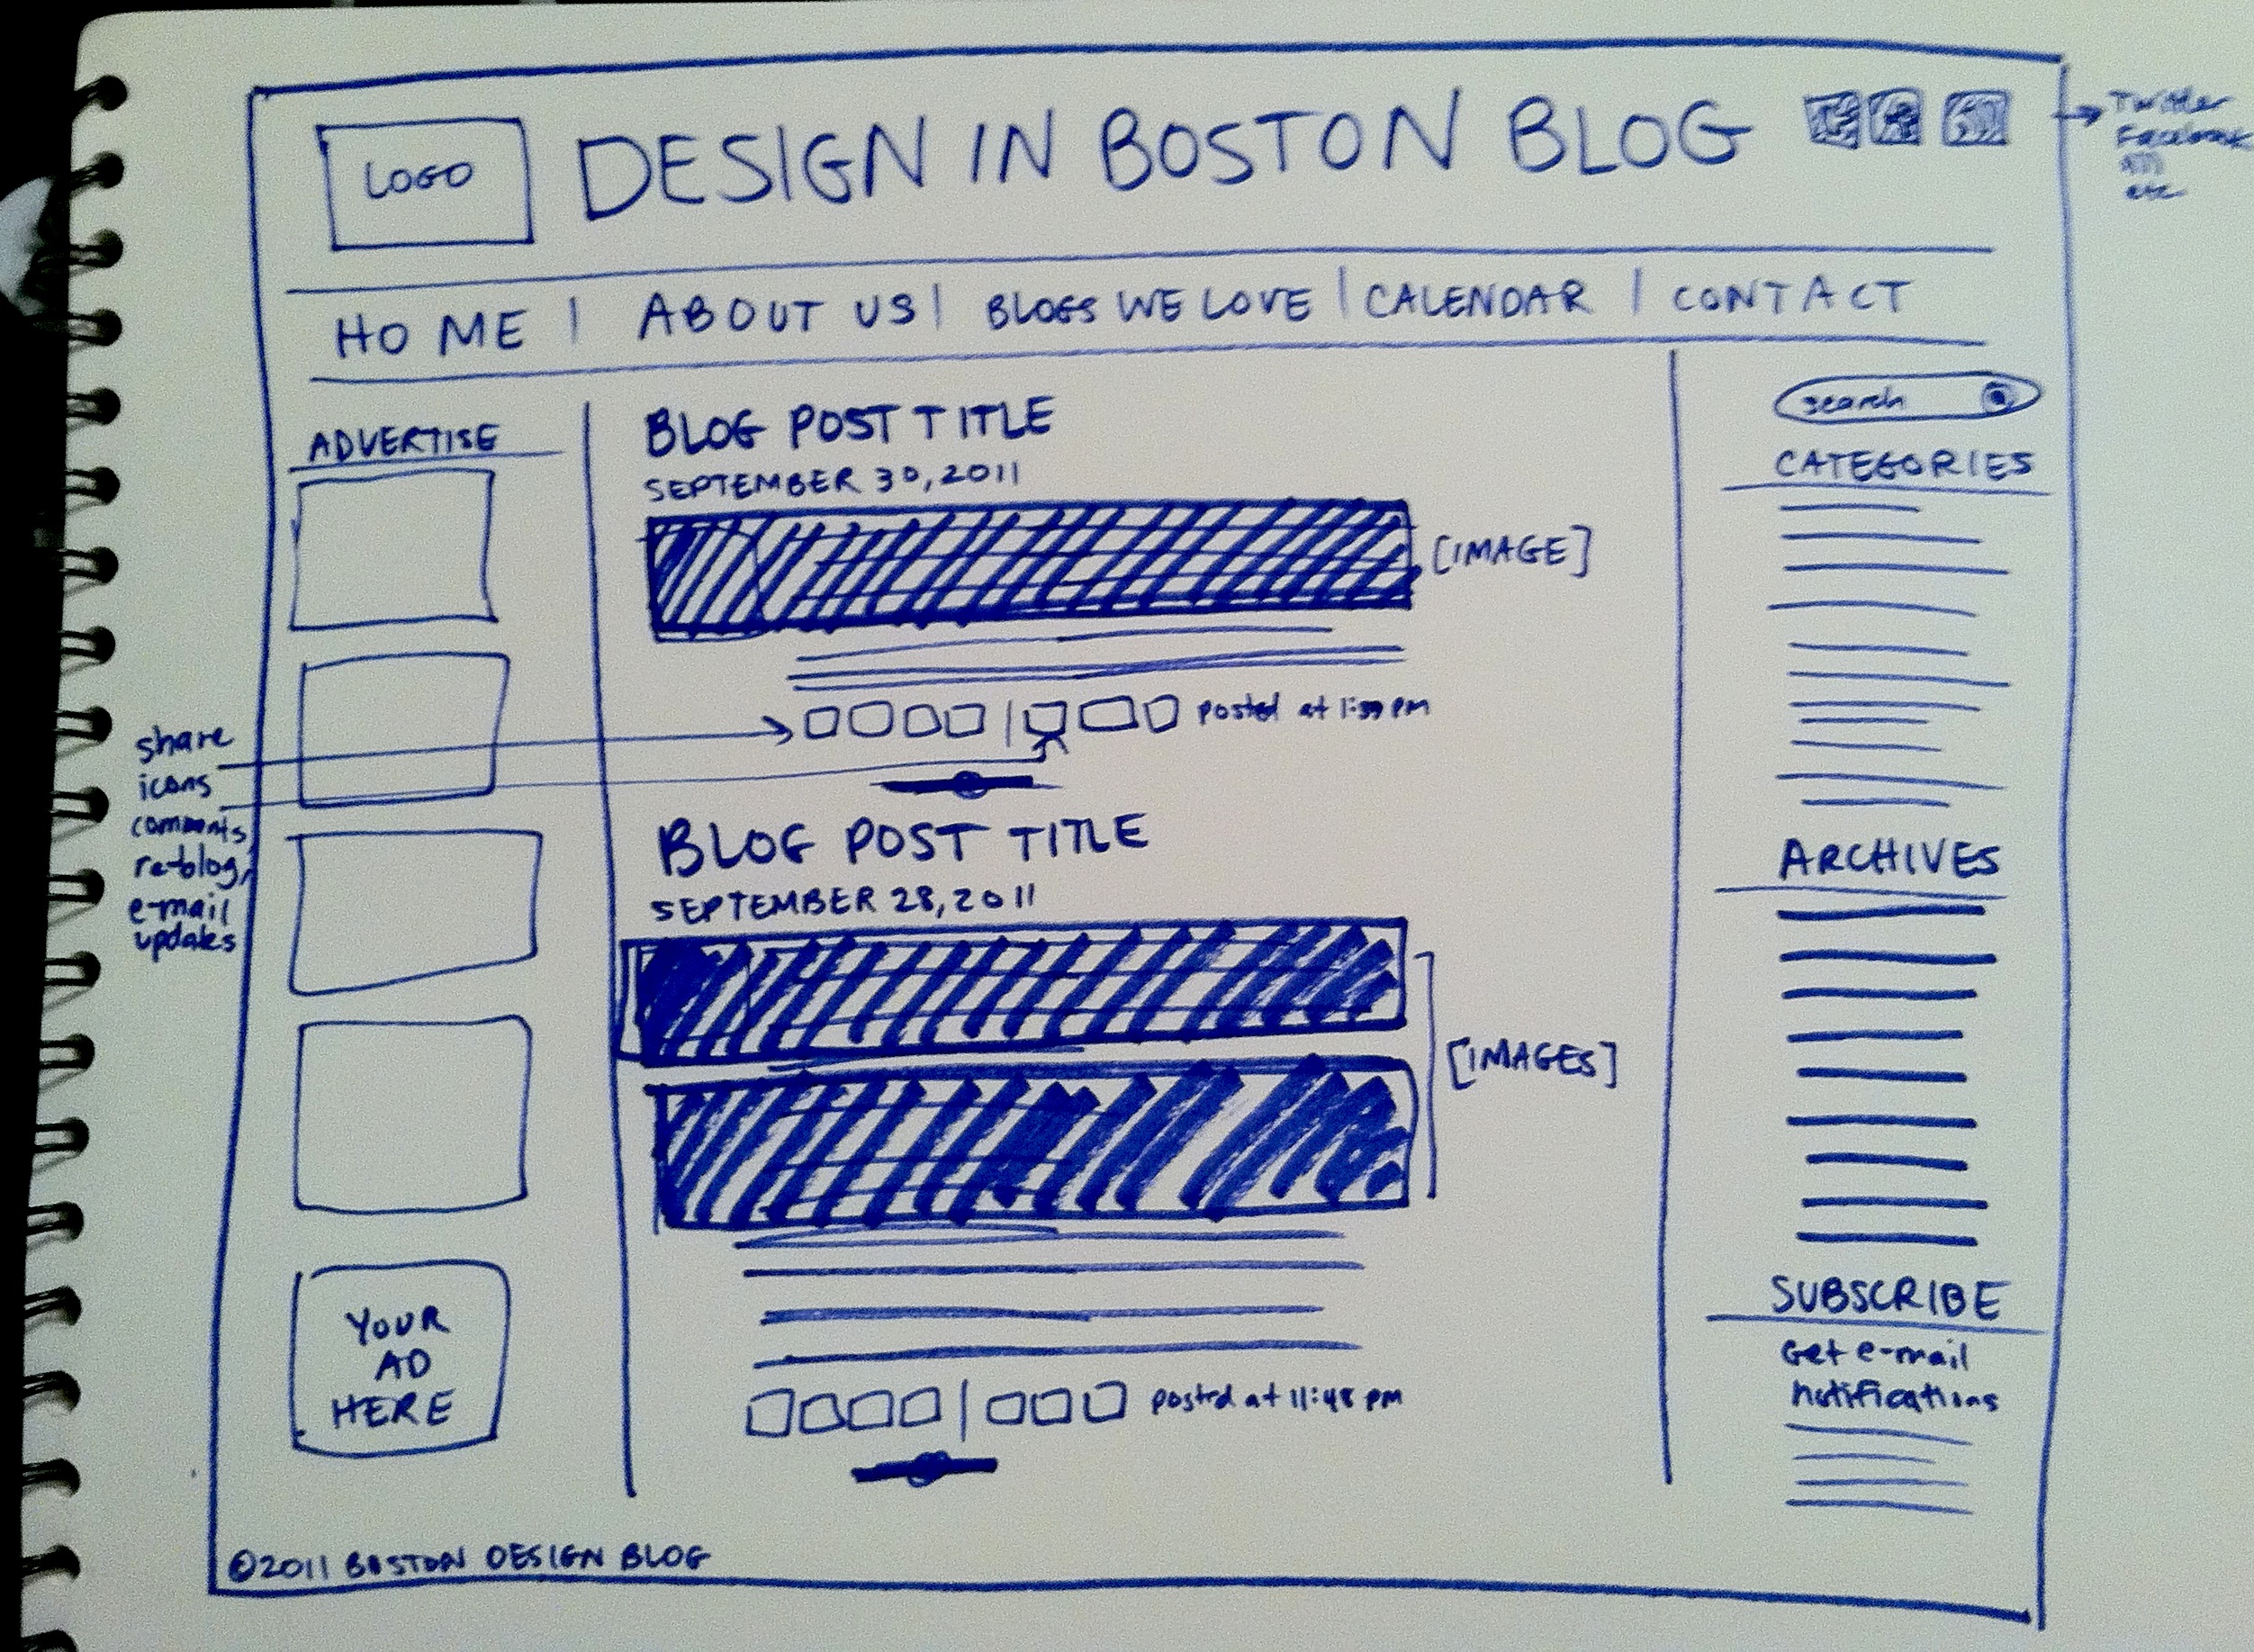 LOGO
DESIGN IN BOSTON BLOG
Twitter
Facebook
etc
HOME | ABOUT US | BLOGS WE LOVE | CALENDAR | CONTACT
ADVERTISE
YOUR
AD
HERE
share
icons
comments,
re-blog,
e-mail
updates
BLOG POST TITLE
SEPTEMBER 30, 2011
[IMAGE]
posted at pm
BLOG POST TITLE
SEPTEMBER 28, 2011
[IMAGES]
posted at 11:48 pm
search
CATEGORIES
ARCHIVES
SUBSCRIBE
Get e-mail
notifications
©2011 BOSTON DESIGN BLOG